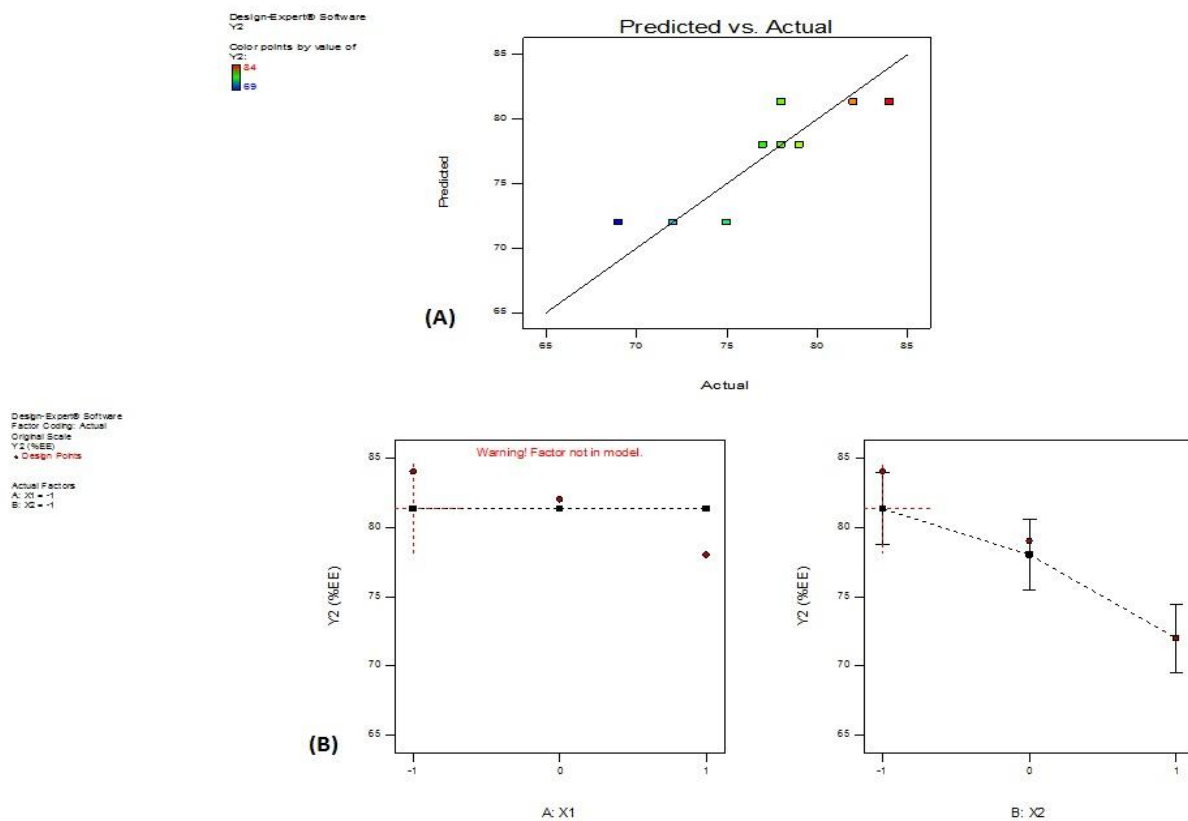 Design-Expert® Software
Y2
Color points by value of
Y2:
84
69
Predicted vs. Actual
85
80
75
70
65
Predicted
65
70
75
80
85
Actual
(A)
Design-Expert® Software
Factor Coding: Actual
Original Scale
Y2 (%EE)
Design Points
Actual Factors
A: X1 = -1
B: X2 = -1
(B)
Warning! Factor not in model.
85
80
75
70
65
Y2 (%EE)
-1
0
1
A: X1
85
80
75
70
65
Y2 (%EE)
-1
0
1
B: X2